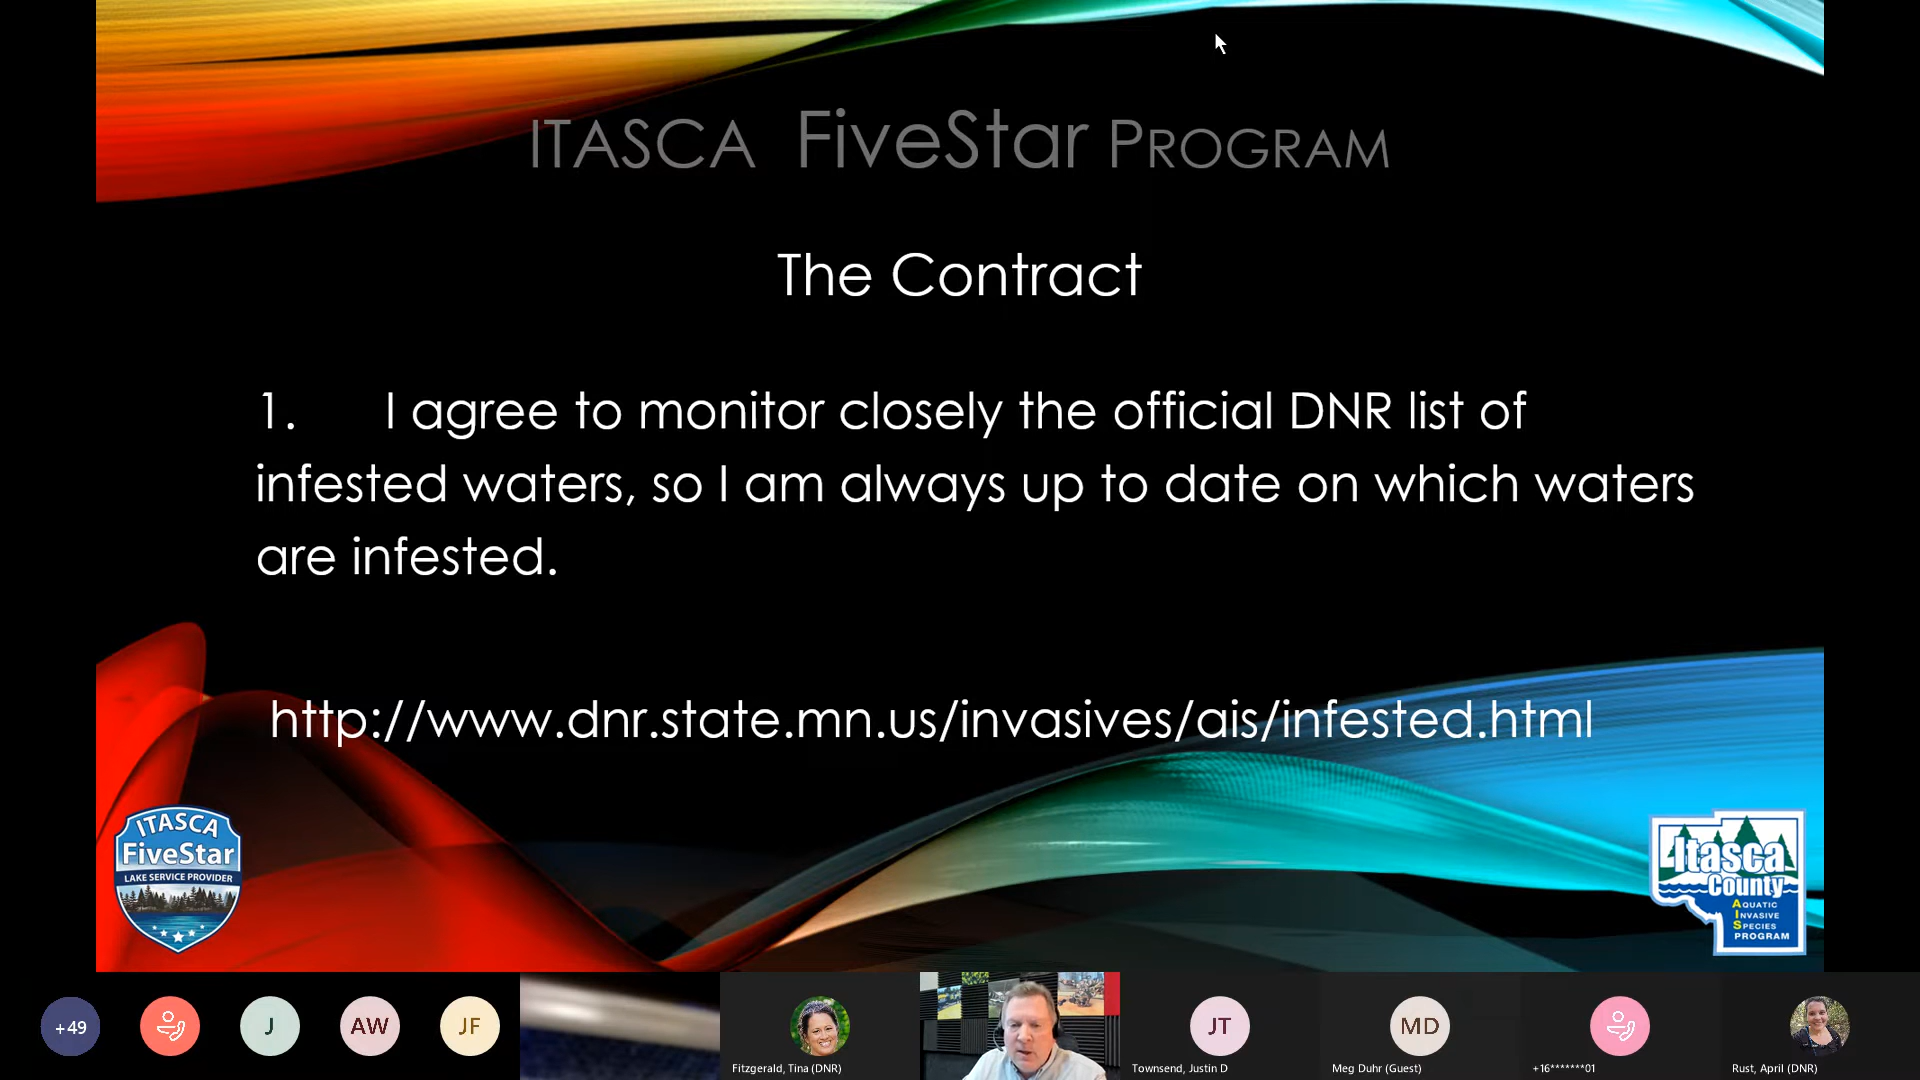 ITASCA FiveStar PROGRAM
The Contract
1. I agree to monitor closely the official DNR list of
infested waters, so I am always up to date on which waters
are infested.
http://www.dnr.state.mn.us/invasives/ais/infested.html
ITASCA
FiveStar
LAKE SERVICE PROVIDER
Itasca
County
AQUATIC
INVASIVE
SPECIES
PROGRAM
+49
J
AW
JF
Fitzgerald, Tina (DNR)
JT
Townsend, Justin D
MD
Meg Duhr (Guest)
+16*******01
Rust, April (DNR)